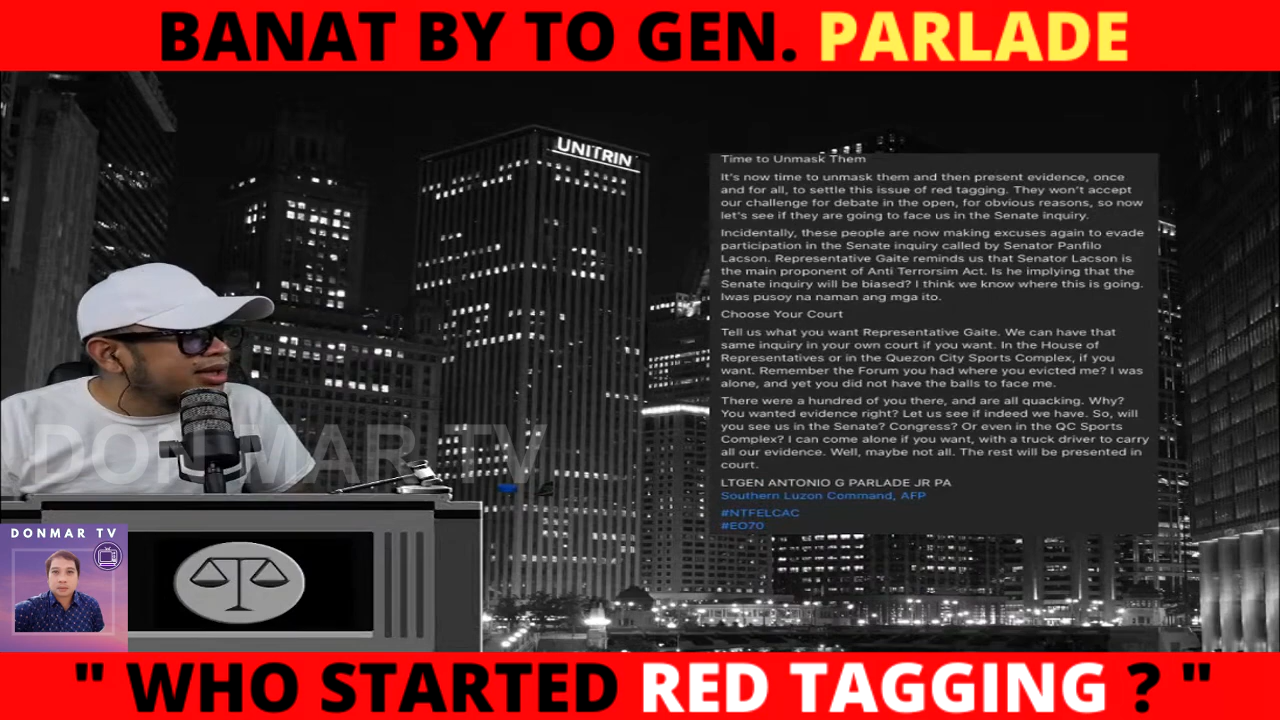 BANAT BY TO GEN. PARLADE
UNITRIN
Time to Unmask Them
It's now time to unmask them and then present evidence, once
and for all, to settle this issue of red tagging. They won't accept
our challenge for debate in the open, for obvious reasons, so now
let's see if they are going to face us in the Senate inquiry.
Incidentally, these people are now making excuses again to evade
participation in the Senate inquiry called by Senator Panfilo
Lacson. Representative Gaite reminds us that Senator Lacson is
the main proponent of Anti Terrorsim Act. Is he implying that the
Senate inquiry will be biased? I think we know where this is going.
Iwas pusoy na naman ang mga ito.
Choose Your Court
Tell us what you want Representative Gaite. We can have that
same inquiry in your own court if you want. In the House of
Representatives or in the Quezon City Sports Complex, if you
want. Remember the Forum you had where you evicted me? I was
alone, and yet you did not have the balls to face me.
There were a hundred of you there, and are all quacking. Why?
You wanted evidence right? Let us see if indeed we have. So, will
you see us in the Senate? Congress? Or even in the QC Sports
Complex? I can come alone if you want, with a truck driver to carry
all our evidence. Well, maybe not all. The rest will be presented in
court.
LTGEN ANTONIO G PARLADE JR PA
Southern Luzon Command, AFP
#NTFELCAC
#EO70
DON MAR TV
DONMAR TV
" WHO STARTED RED TAGGING ? "